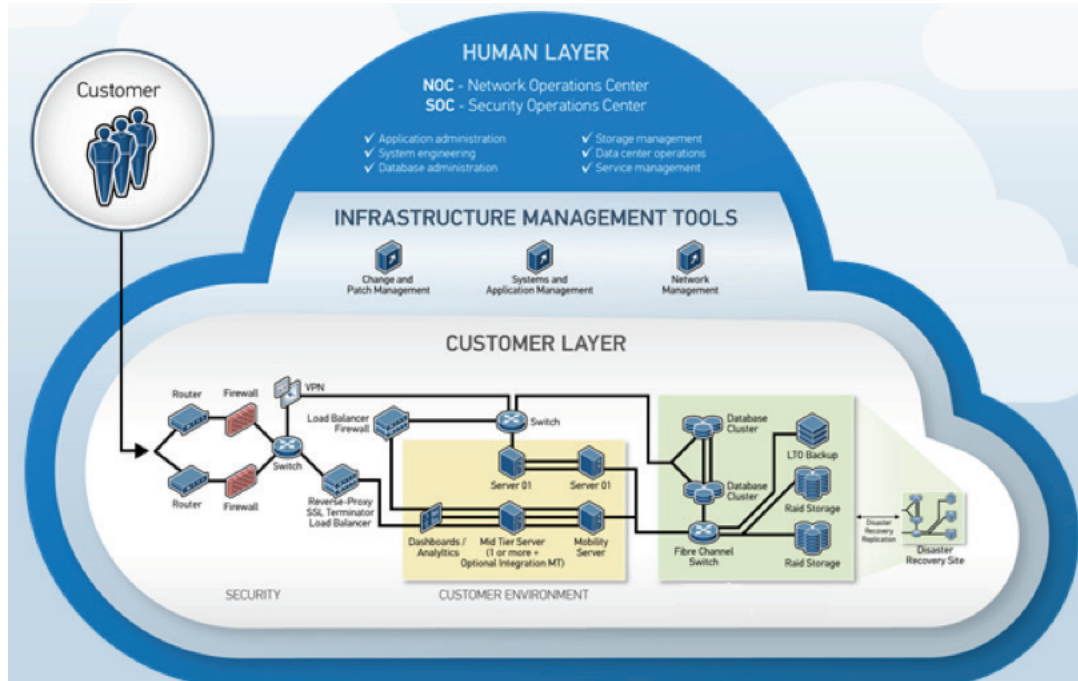 Customer
HUMAN LAYER
NOC - Network Operations Center
SOC - Security Operations Center
✓ Application administration
✓ System engineering
✓ Database administration
✓ Storage management
✓ Data center operations
✓ Service management
INFRASTRUCTURE MANAGEMENT TOOLS
Change and
Patch Management
Systems and
Application Management
Network
Management
CUSTOMER LAYER
Router
Firewall
VPN
Switch
Router
Firewall
Reverse-Proxy
SSL Terminator
Load Balancer
Load Balancer
Firewall
Switch
Server 01
Server 01
Dashboards /
Analyltics
Mid Tier Server
(1 or more +
Optional Integration MT)
Mobility
Server
Database
Cluster
Database
Cluster
Fibre Channel
Switch
LTO Backup
Raid Storage
Raid Storage
Disaster
Recovery
Replication
Disaster
Recovery Site
SECURITY
CUSTOMER ENVIRONMENT